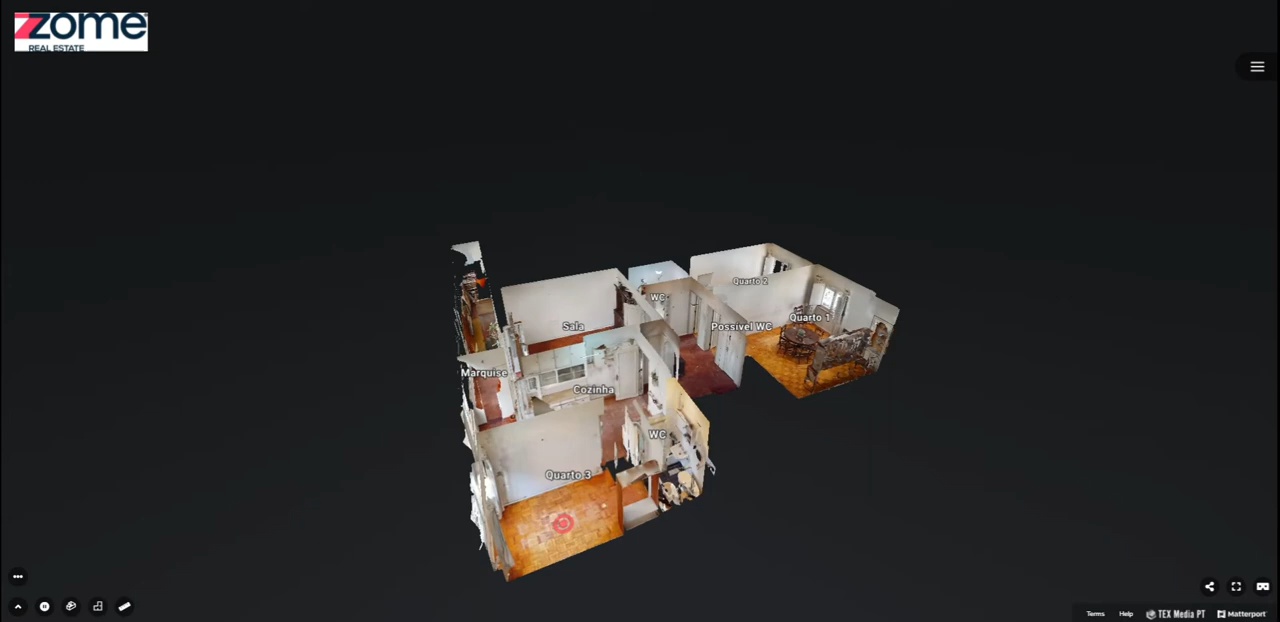 zome
REAL ESTATE
Quarto 2
WC
Quarto 1
Sala
Possível WC
Marquise
Cozinha
WC
Quarto 3
Terms
Help
TEX Media PT
Matterport